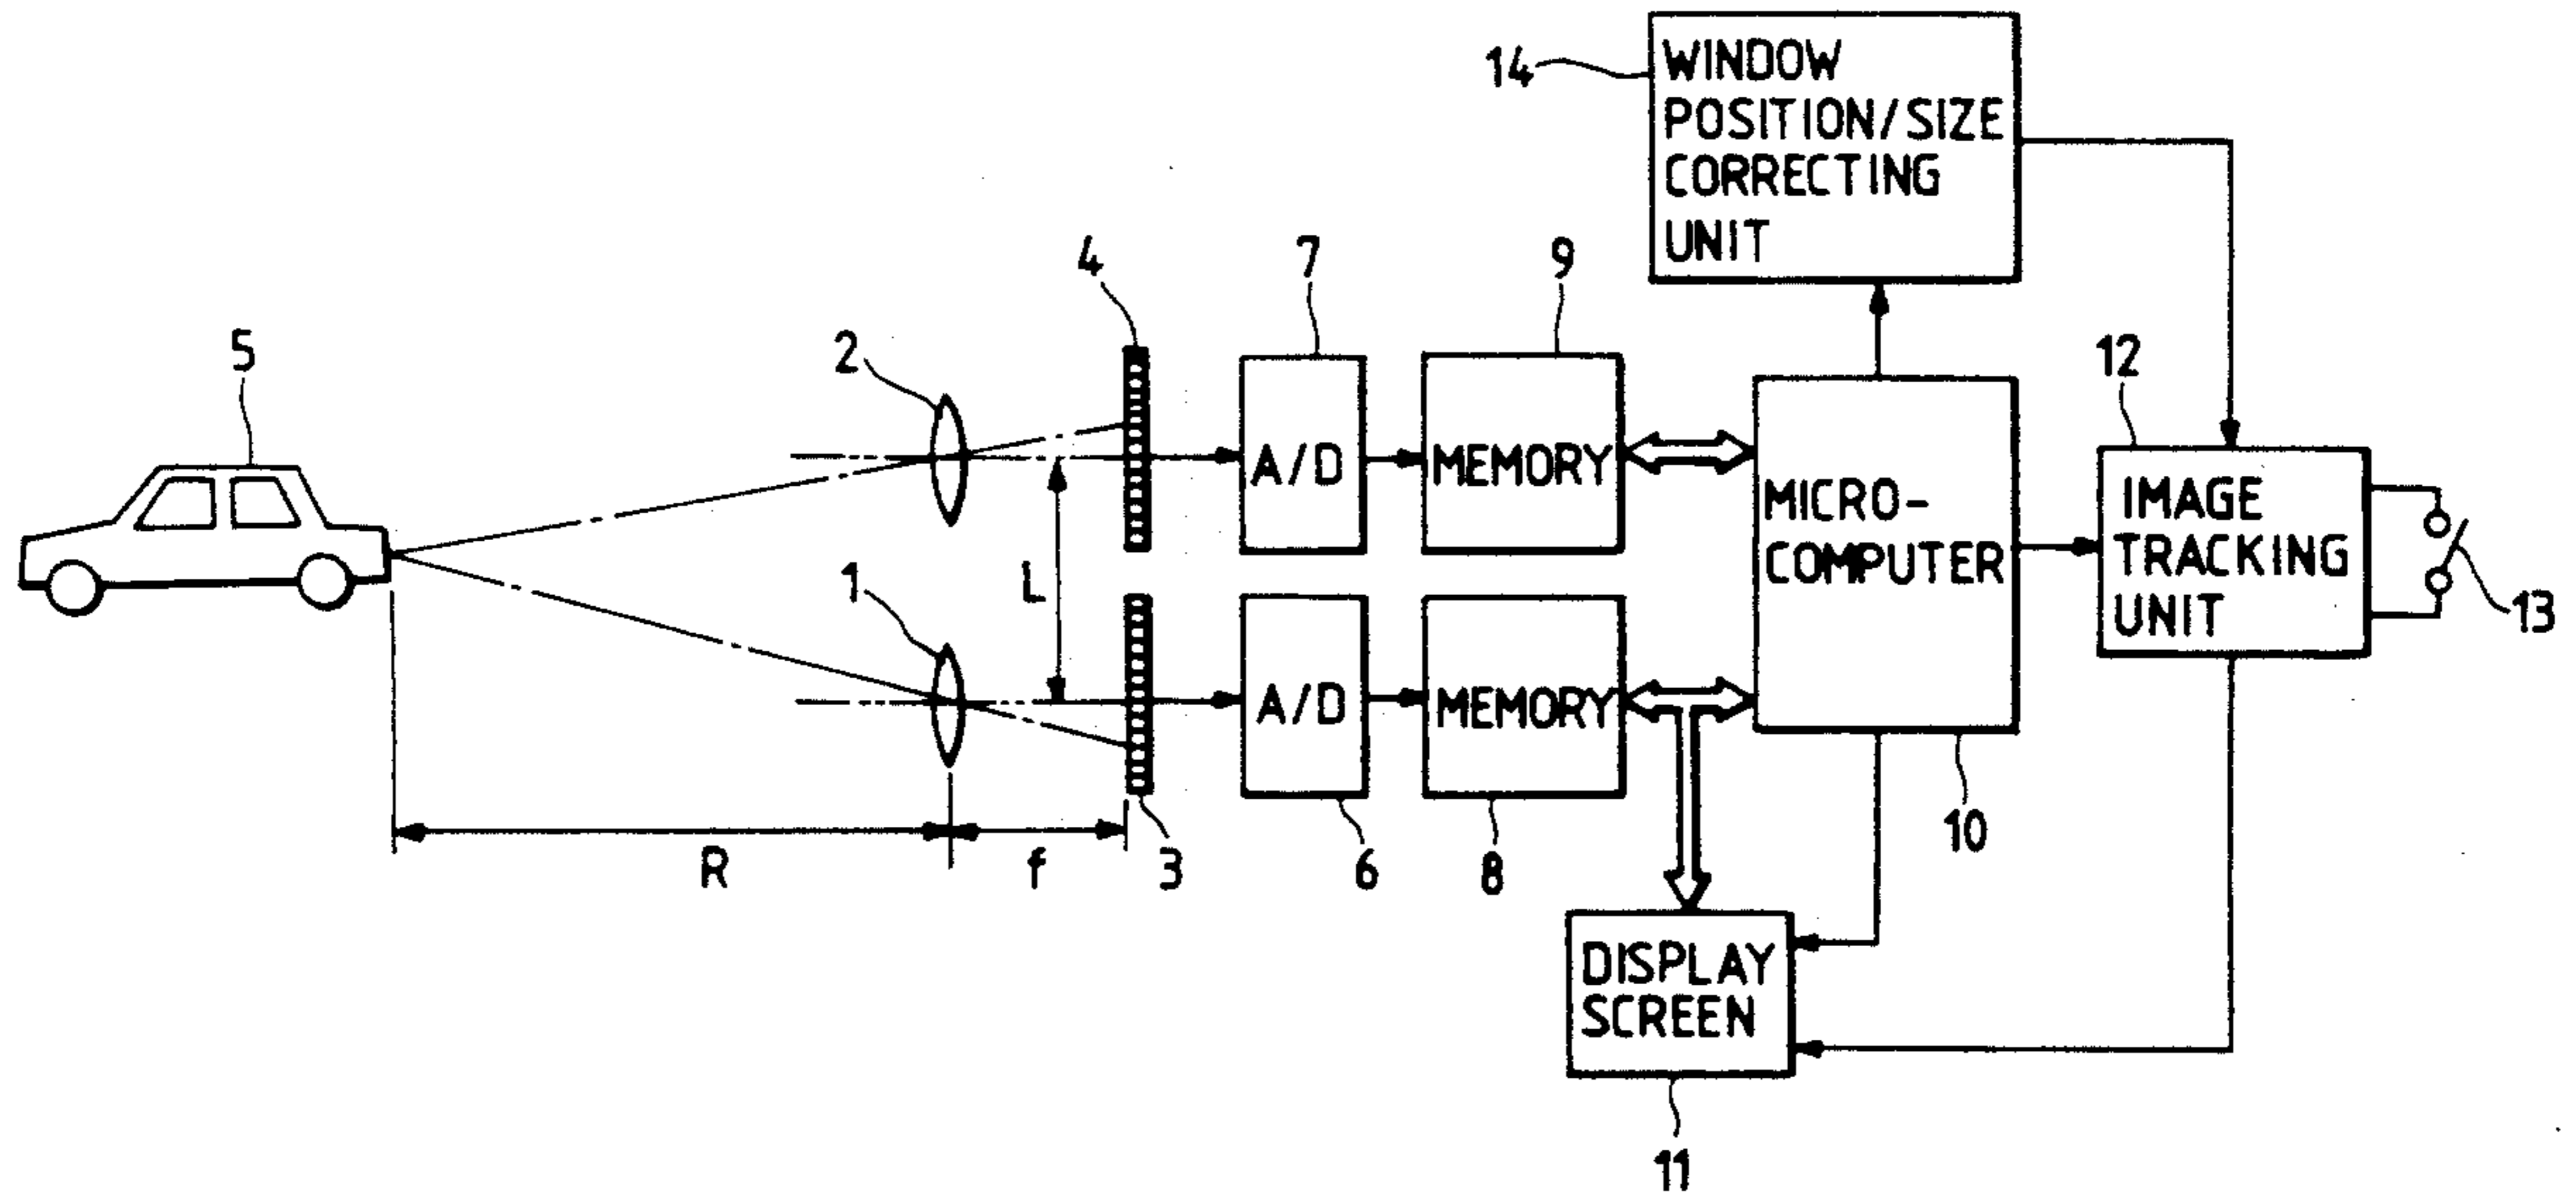 14
WINDOW
POSITION/SIZE
CORRECTING
UNIT
5
2
4
7
9
12
A/D
MEMORY
MICRO-
COMPUTER
IMAGE
TRACKING
UNIT
13
1
L
A/D
MEMORY
R
f
3
6
8
10
DISPLAY
SCREEN
11